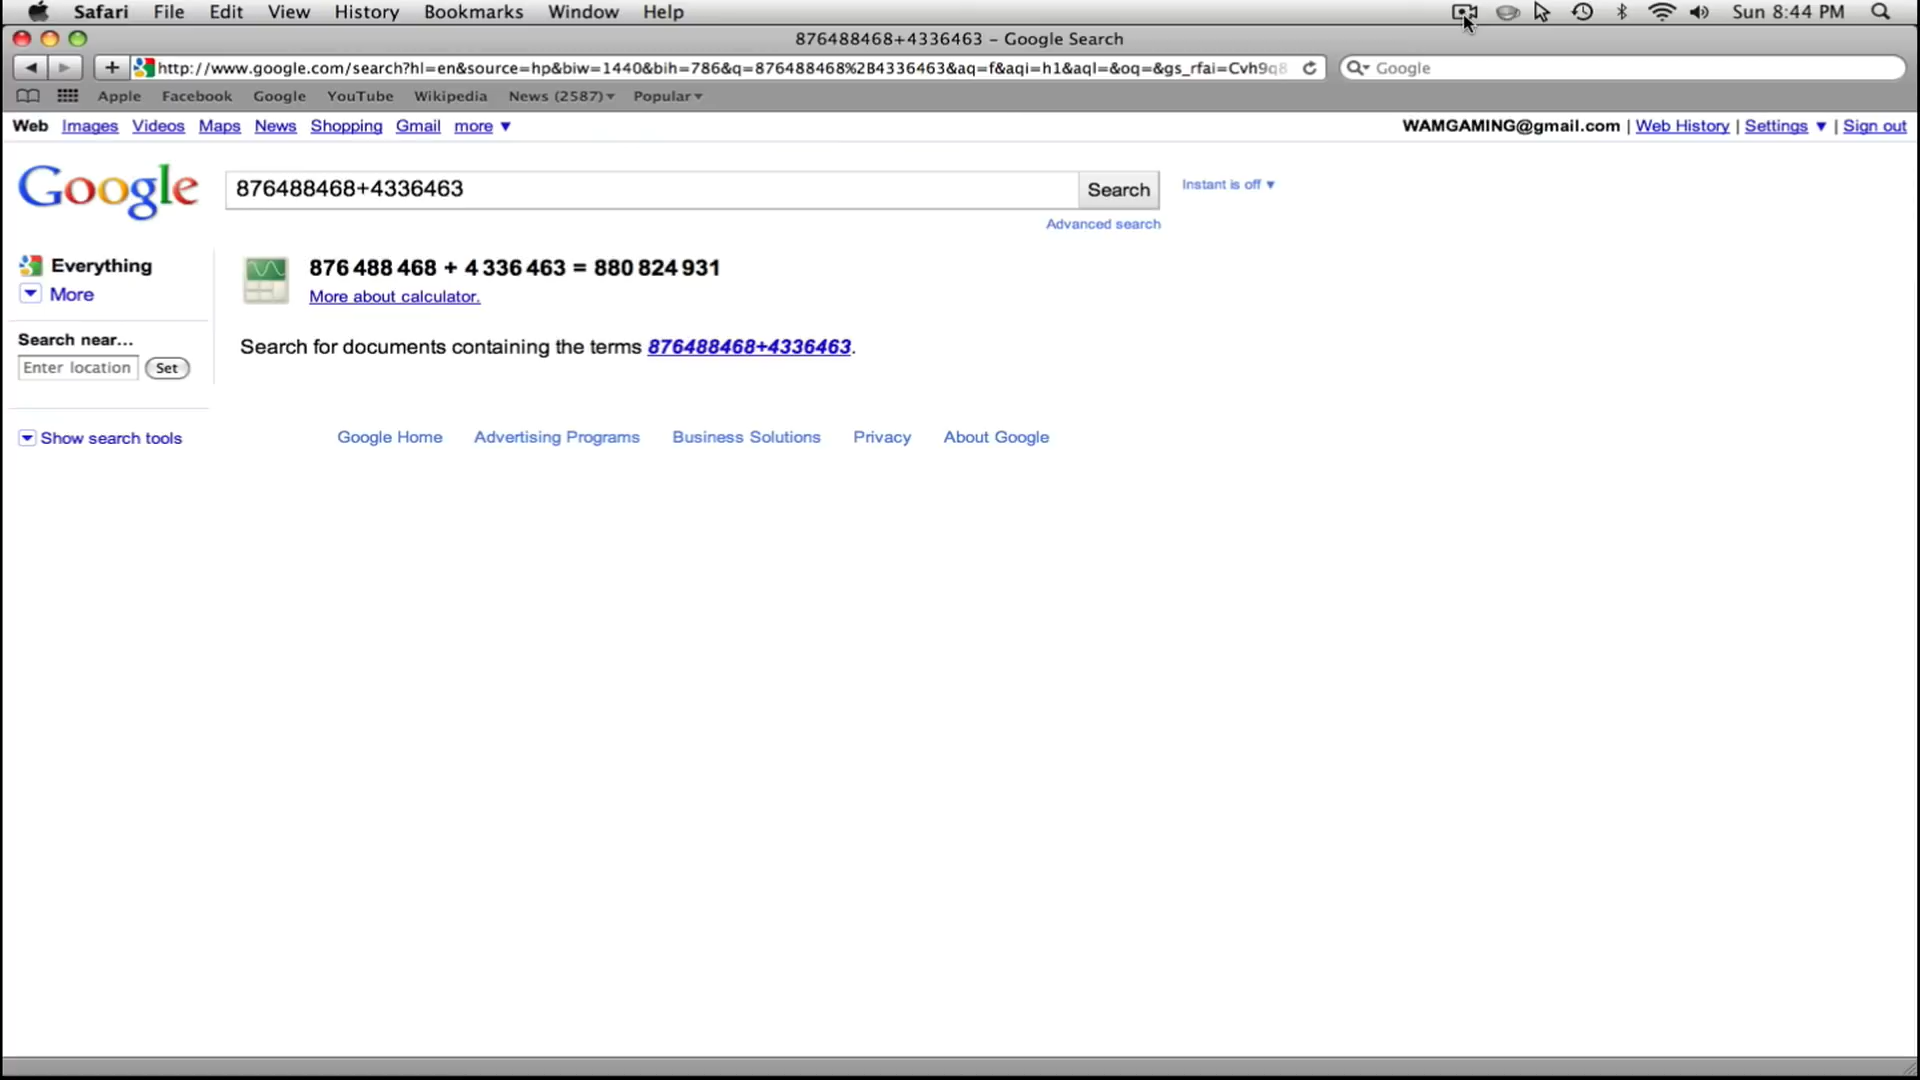 Safari File Edit View History Bookmarks Window Help Sun 8:44 PM
876488468+4336463 – Google Search
http://www.google.com/search?hl=en&source=hp&biw=1440&bih=786&q=876488468%2B4336463&aq=f&aqi=h1&aql=&oq=&gs_rfai=Cvh9q8 Google
Apple Facebook Google YouTube Wikipedia News (2587) Popular
Web Images Videos Maps News Shopping Gmail more WAMGAMING@gmail.com | Web History | Settings | Sign out
Google 876488468+4336463 Search Instant is off
Advanced search
Everything 876 488 468 + 4 336 463 = 880 824 931
More More about calculator.
Search near...
Search for documents containing the terms 876488468+4336463.
Enter location Set
Show search tools Google Home Advertising Programs Business Solutions Privacy About Google